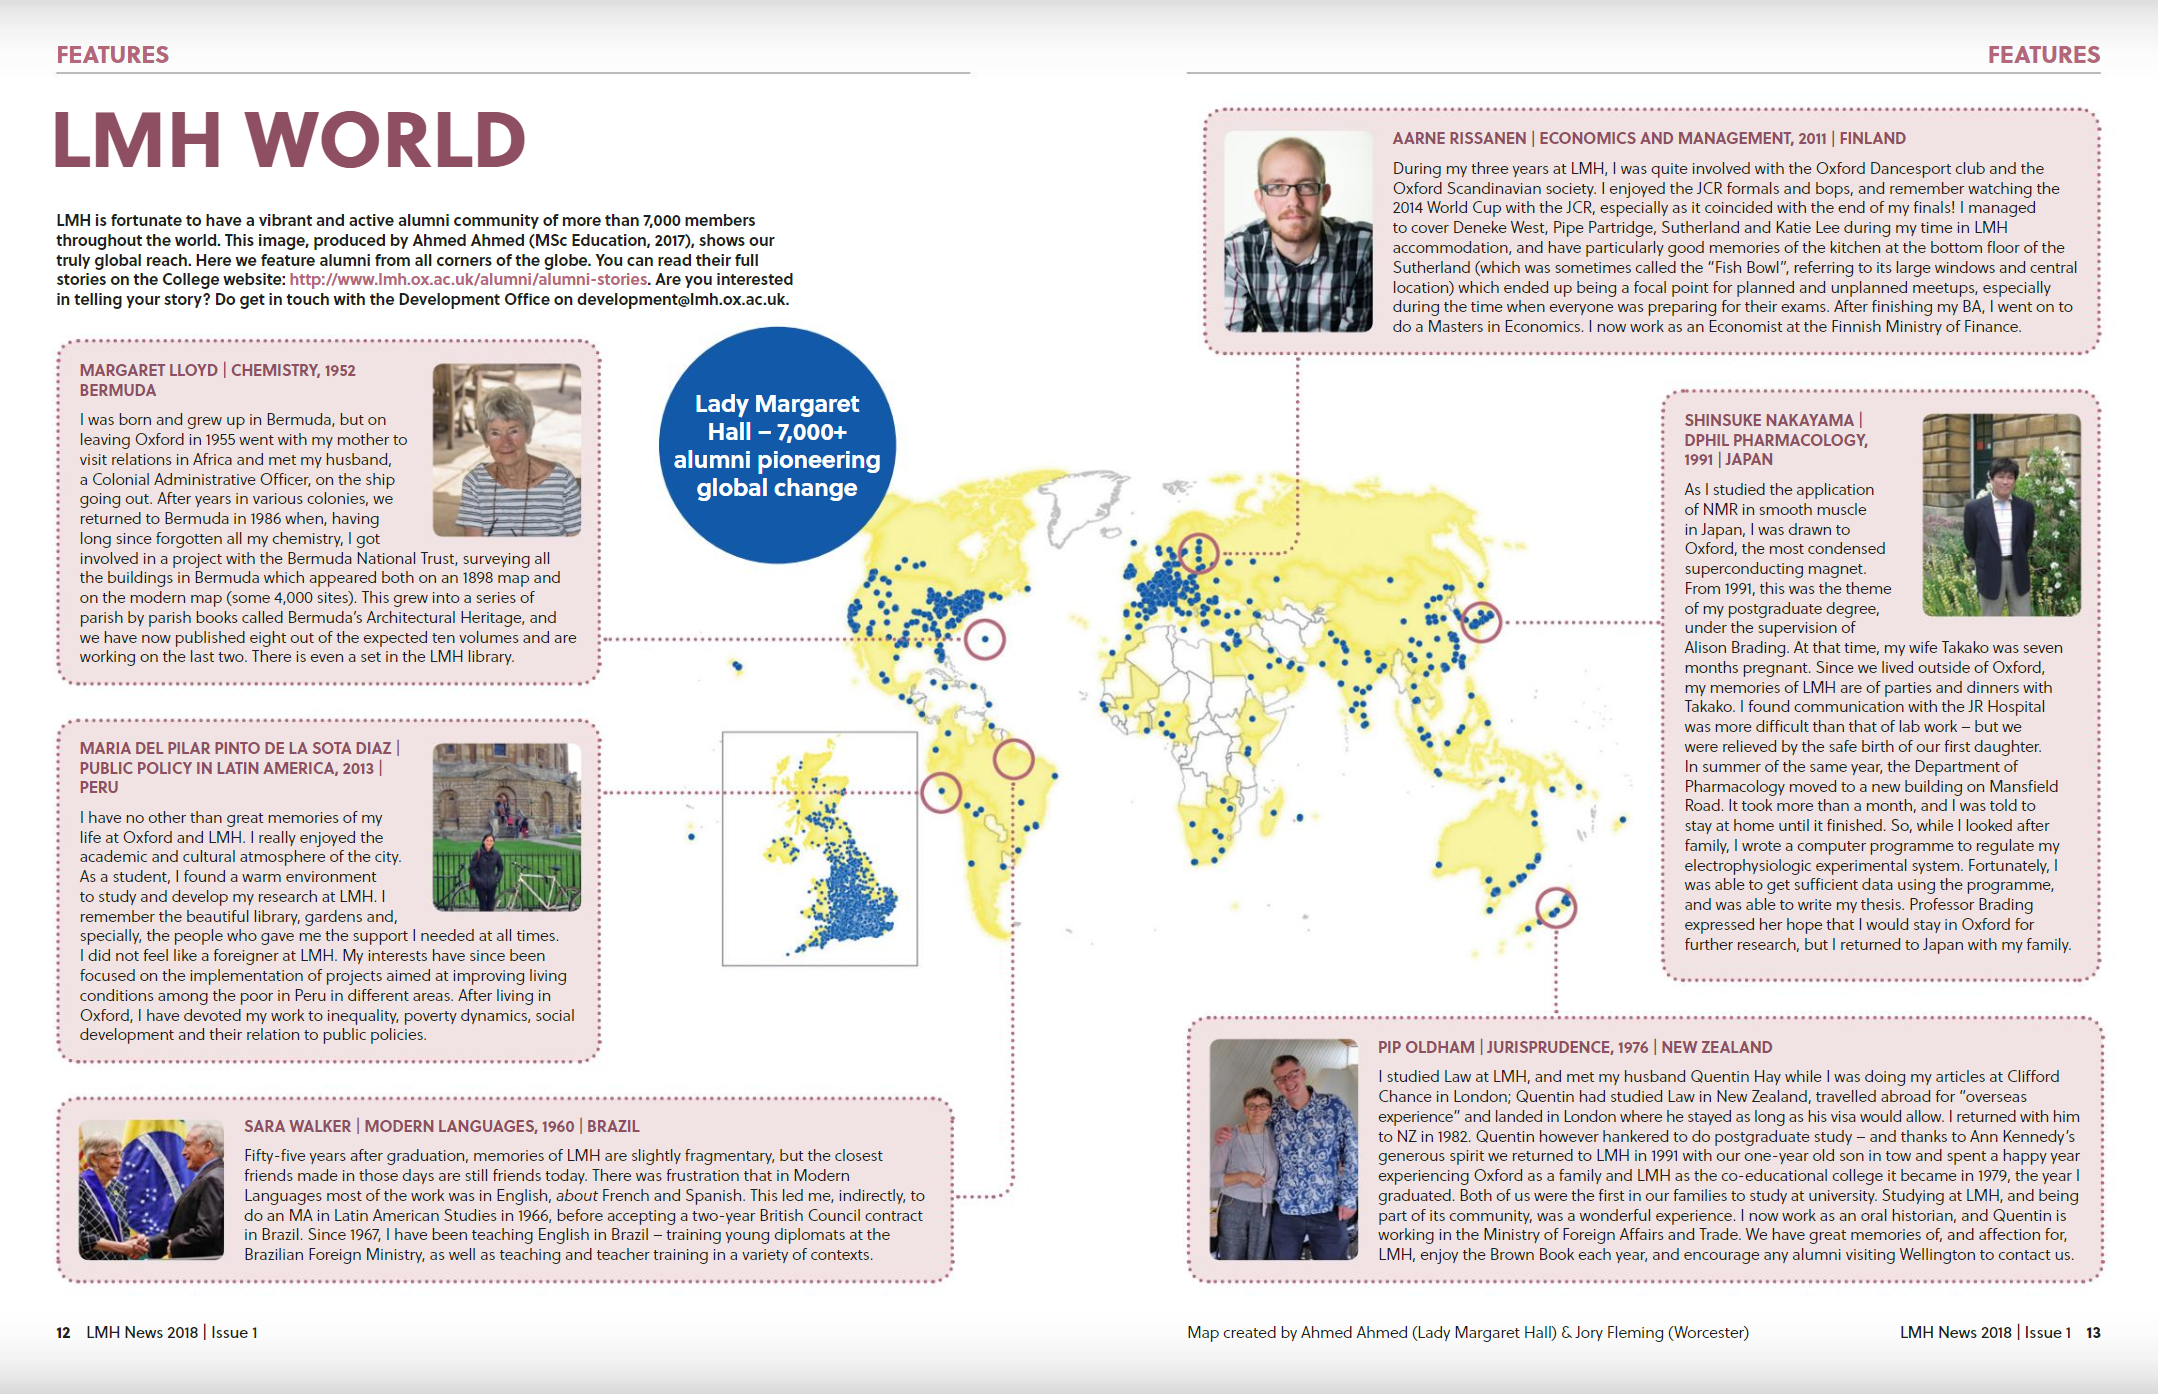 FEATURES
LMH WORLD
LMH is fortunate to have a vibrant and active alumni community of more than 7,000 members
throughout the world. This image, produced by Ahmed Ahmed (MSc Education, 2017), shows our
truly global reach. Here we feature alumni from all corners of the globe. You can read their full
stories on the College website: http://www.lmh.ox.ac.uk/alumni/alumni-stories. Are you interested
in telling your story? Do get in touch with the Development Office on development@lmh.ox.ac.uk.
MARGARET LLOYD | CHEMISTRY, 1952
BERMUDA
I was born and grew up in Bermuda, but on
leaving Oxford in 1955 went with my mother to
visit relations in Africa and met my husband,
a Colonial Administrative Officer, on the ship
going out. After years in various colonies, we
returned to Bermuda in 1986 when, having
long since forgotten all my chemistry, I got
involved in a project with the Bermuda National Trust, surveying all
the buildings in Bermuda which appeared both on an 1898 map and
on the modern map (some 4,000 sites). This grew into a series of
parish by parish books called Bermuda's Architectural Heritage, and
we have now published eight out of the expected ten volumes and are
working on the last two. There is even a set in the LMH library.
MARIA DEL PILAR PINTO DE LA SOTA DIAZ |
PUBLIC POLICY IN LATIN AMERICA, 2013 |
PERU
I have no other than great memories of my
life at Oxford and LMH. I really enjoyed the
academic and cultural atmosphere of the city.
As a student, I found a warm environment
to study and develop my research at LMH. I
remember the beautiful library, gardens and,
specially, the people who gave me the support I needed at all times.
I did not feel like a foreigner at LMH. My interests have since been
focused on the implementation of projects aimed at improving living
conditions among the poor in Peru in different areas. After living in
Oxford, I have devoted my work to inequality, poverty dynamics, social
development and their relation to public policies.
SARA WALKER | MODERN LANGUAGES, 1960 | BRAZIL
Fifty-five years after graduation, memories of LMH are slightly fragmentary, but the closest
friends made in those days are still friends today. There was frustration that in Modern
Languages most of the work was in English, about French and Spanish. This led me, indirectly, to
do an MA in Latin American Studies in 1966, before accepting a two-year British Council contract
in Brazil. Since 1967, I have been teaching English in Brazil – training young diplomats at the
Brazilian Foreign Ministry, as well as teaching and teacher training in a variety of contexts.
12 LMH News 2018 | Issue 1
Lady Margaret
Hall – 7,000+
alumni pioneering
global change
FEATURES
AARNE RISSANEN | ECONOMICS AND MANAGEMENT, 2011 | FINLAND
During my three years at LMH, I was quite involved with the Oxford Dancesport club and the
Oxford Scandinavian society. I enjoyed the JCR formals and bops, and remember watching the
2014 World Cup with the JCR, especially as it coincided with the end of my finals! I managed
to cover Deneke West, Pipe Partridge, Sutherland and Katie Lee during my time in LMH
accommodation, and have particularly good memories of the kitchen at the bottom floor of the
Sutherland (which was sometimes called the "Fish Bowl", referring to its large windows and central
location) which ended up being a focal point for planned and unplanned meetups, especially
during the time when everyone was preparing for their exams. After finishing my BA, I went on to
do a Masters in Economics. I now work as an Economist at the Finnish Ministry of Finance.
SHINSUKE NAKAYAMA |
DPHIL PHARMACOLOGY,
1991 | JAPAN
As I studied the application
of NMR in smooth muscle
in Japan, I was drawn to
Oxford, the most condensed
superconducting magnet.
From 1991, this was the theme
of my postgraduate degree,
under the supervision of
Alison Brading. At that time, my wife Takako was seven
months pregnant. Since we lived outside of Oxford,
my memories of LMH are of parties and dinners with
Takako. I found communication with the JR Hospital
was more difficult than that of lab work – but we
were relieved by the safe birth of our first daughter.
In summer of the same year, the Department of
Pharmacology moved to a new building on Mansfield
Road. It took more than a month, and I was told to
stay at home until it finished. So, while I looked after
family, I wrote a computer programme to regulate my
electrophysiologic experimental system. Fortunately, I
was able to get sufficient data using the programme,
and was able to write my thesis. Professor Brading
expressed her hope that I would stay in Oxford for
further research, but I returned to Japan with my family.
PIP OLDHAM | JURISPRUDENCE, 1976 | NEW ZEALAND
I studied Law at LMH, and met my husband Quentin Hay while I was doing my articles at Clifford
Chance in London; Quentin had studied Law in New Zealand, travelled abroad for "overseas
experience" and landed in London where he stayed as long as his visa would allow. I returned with him
to NZ in 1982. Quentin however hankered to do postgraduate study – and thanks to Ann Kennedy's
generous spirit we returned to LMH in 1991 with our one-year old son in tow and spent a happy year
experiencing Oxford as a family and LMH as the co-educational college it became in 1979, the year I
graduated. Both of us were the first in our families to study at university. Studying at LMH, and being
part of its community, was a wonderful experience. I now work as an oral historian, and Quentin is
working in the Ministry of Foreign Affairs and Trade. We have great memories of, and affection for,
LMH, enjoy the Brown Book each year, and encourage any alumni visiting Wellington to contact us.
Map created by Ahmed Ahmed (Lady Margaret Hall) & Jory Fleming (Worcester)
LMH News 2018 | Issue 1 13